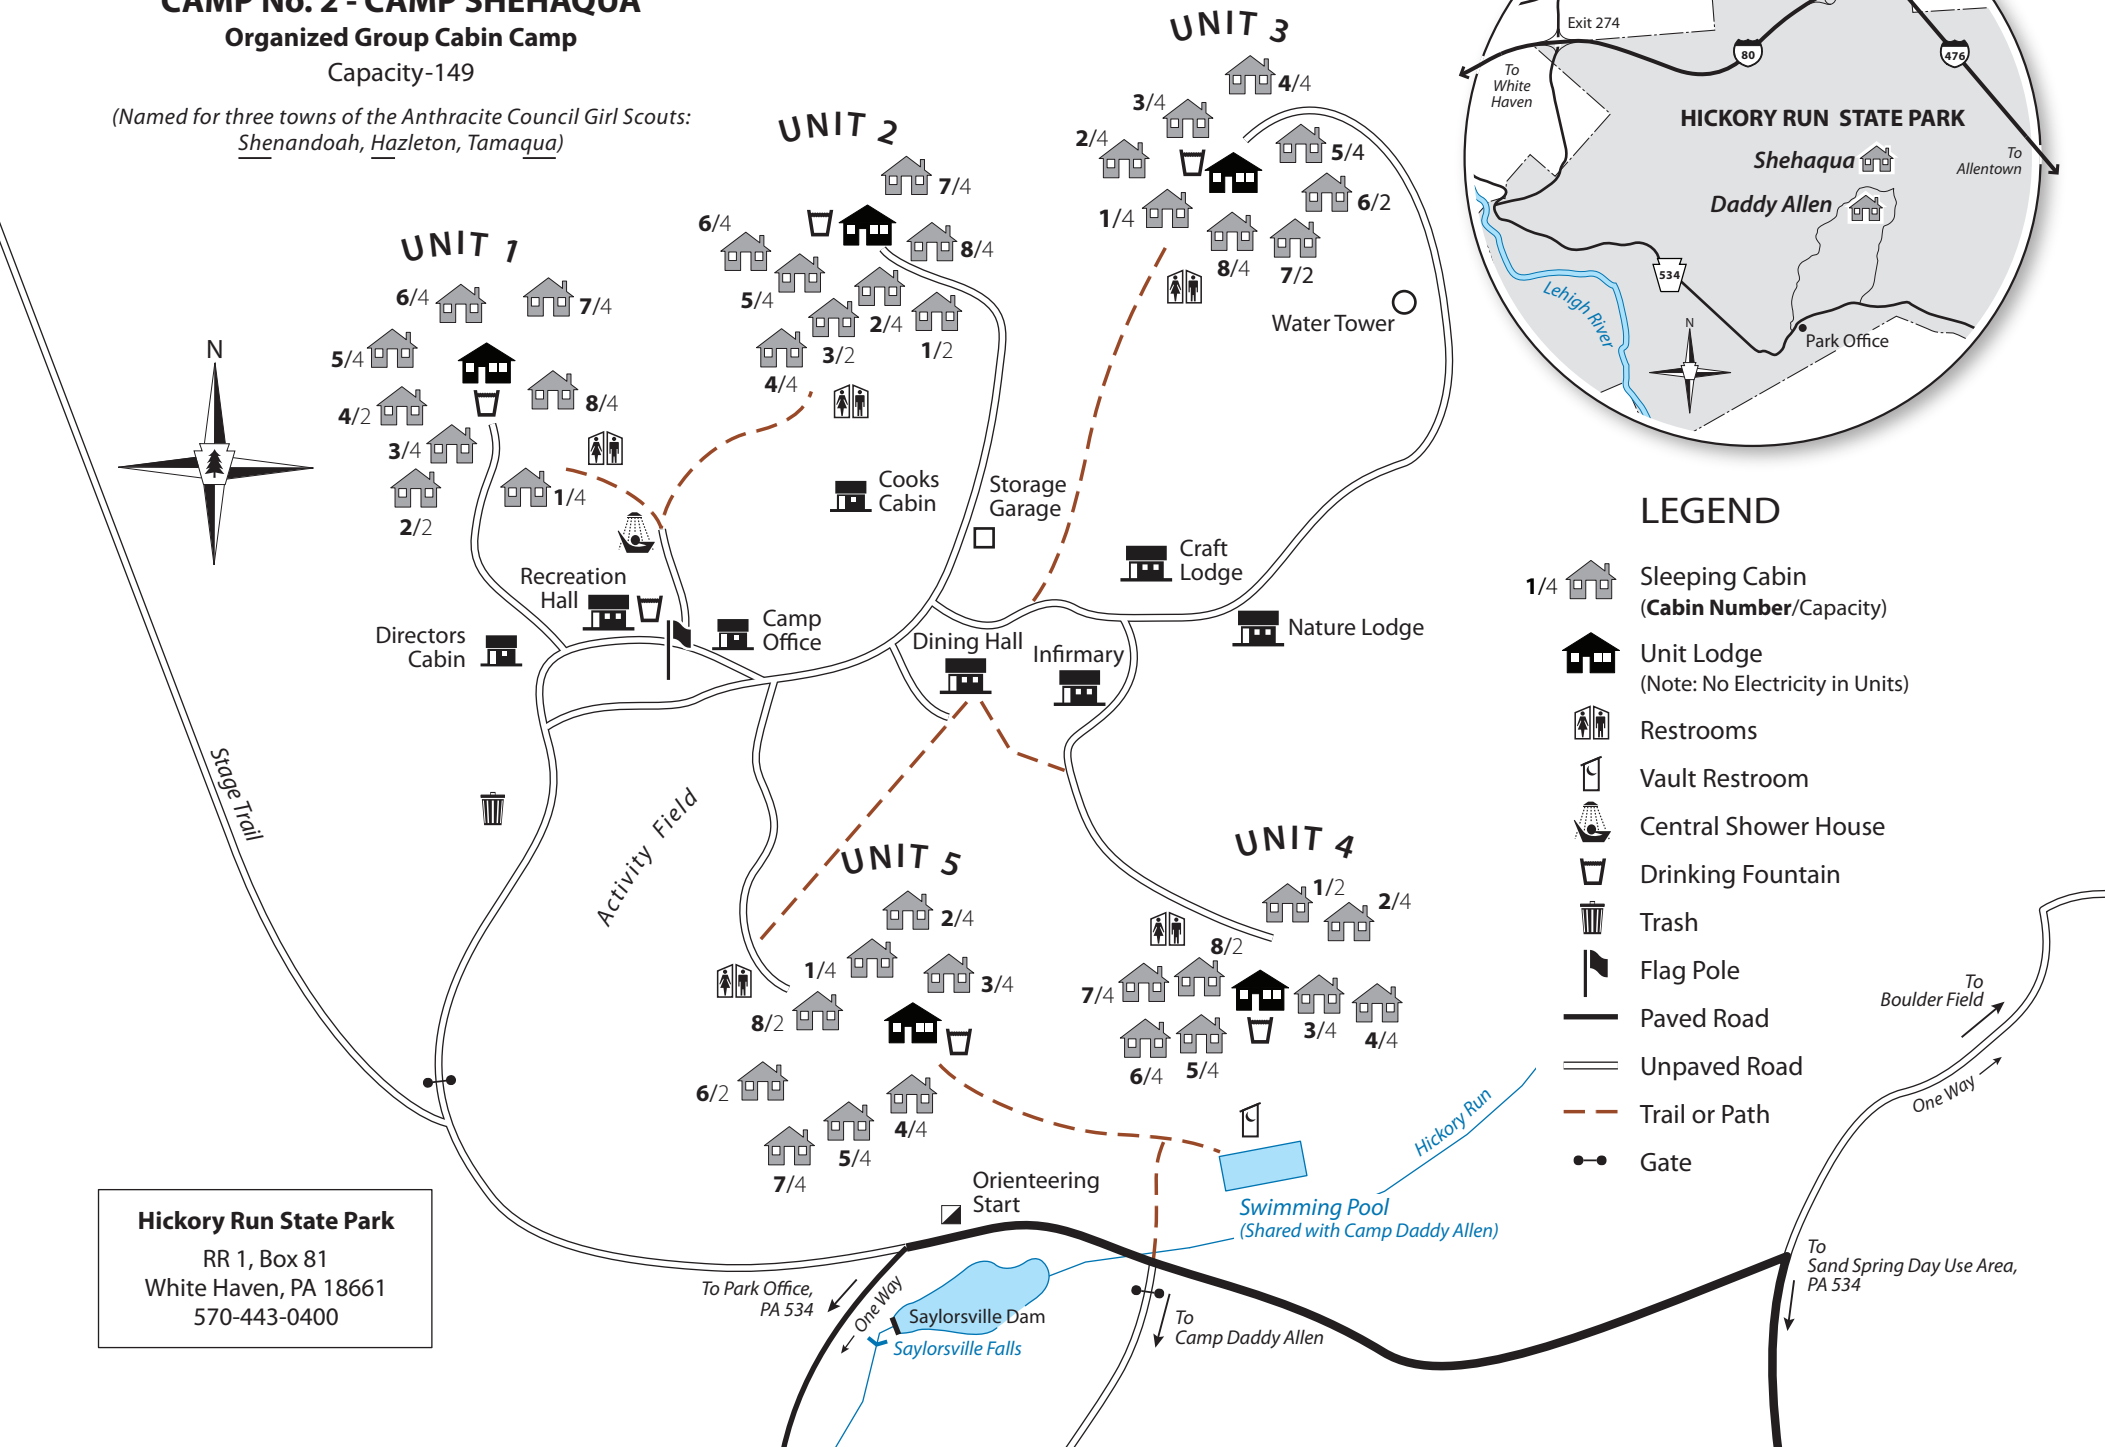 CAMP No. 2 - CAMP SHEHAQUA
Organized Group Cabin Camp
Capacity-149
(Named for three towns of the Anthracite Council Girl Scouts:
Shenandoah, Hazleton, Tamaqua)
UNIT 1
6/4
7/4
5/4
4/2
8/4
3/4
1/4
2/2
N
UNIT 2
7/4
6/4
8/4
5/4
2/4
3/2
1/2
4/4
UNIT 3
4/4
3/4
2/4
5/4
6/2
1/4
8/4
7/2
Water Tower
Cooks
Cabin
Storage
Garage
Craft
Lodge
Nature Lodge
Recreation
Hall
Camp
Office
Directors
Cabin
Dining Hall
Infirmary
Stage Trail
Activity Field
UNIT 5
2/4
1/4
3/4
8/2
6/2
4/4
5/4
7/4
UNIT 4
1/2
2/4
8/2
7/4
3/4
4/4
6/4
5/4
Hickory Run
Swimming Pool
(Shared with Camp Daddy Allen)
Orienteering
Start
To Park Office,
PA 534
One Way
Saylorsville Dam
Saylorsville Falls
To
Camp Daddy Allen
To
Sand Spring Day Use Area,
PA 534
To
Boulder Field
One Way
Hickory Run State Park
RR 1, Box 81
White Haven, PA 18661
570-443-0400
Exit 274
80
476
To
White
Haven
HICKORY RUN STATE PARK
Shehaqua
To
Allentown
Daddy Allen
534
Lehigh River
N
Park Office
LEGEND
1/4
Sleeping Cabin
(Cabin Number/Capacity)
Unit Lodge
(Note: No Electricity in Units)
Restrooms
Vault Restroom
Central Shower House
Drinking Fountain
Trash
Flag Pole
Paved Road
Unpaved Road
Trail or Path
Gate